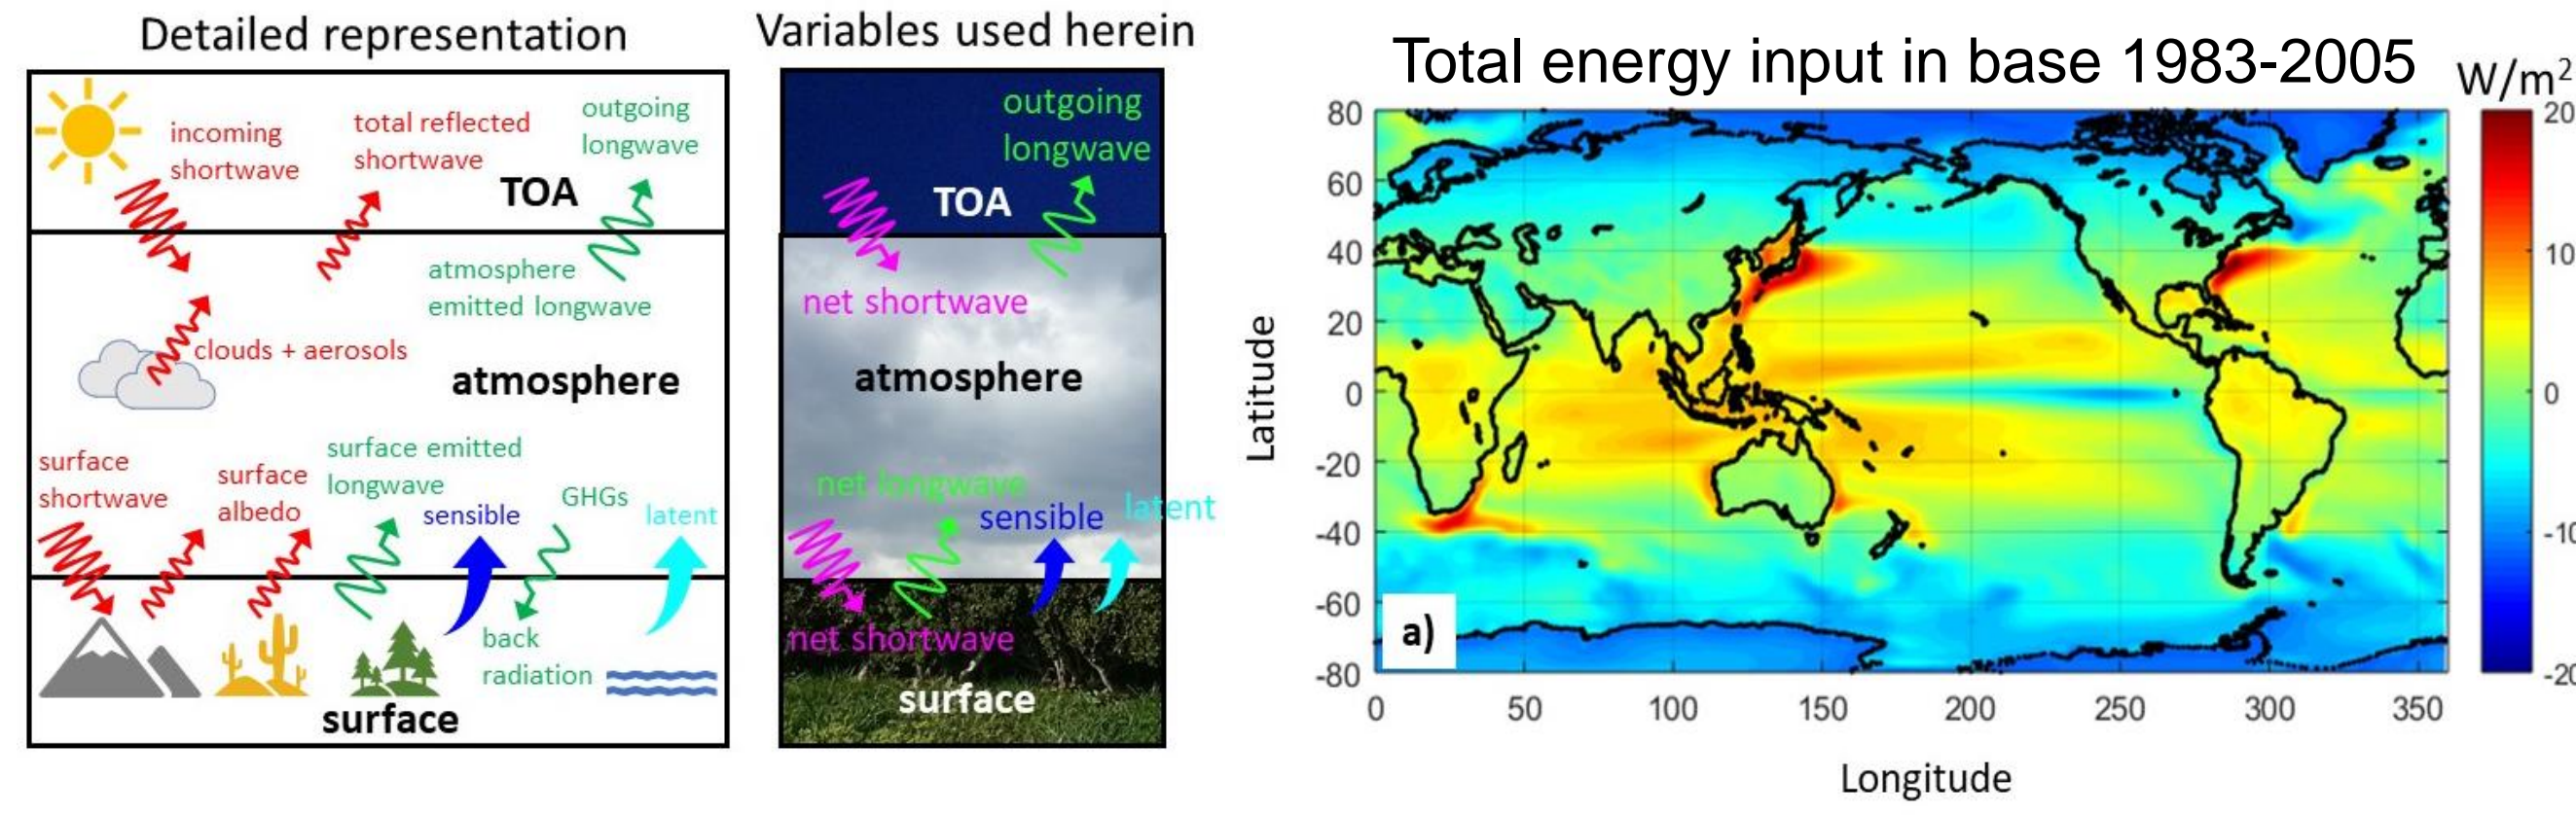 Detailed representation
incoming
shortwave
total reflected
shortwave
outgoing
longwave
TOA
atmosphere
emitted longwave
clouds + aerosols
atmosphere
surface
shortwave
surface
albedo
surface emitted
longwave
sensible
GHGs
latent
back
radiation
surface
Variables used herein
outgoing
longwave
TOA
net shortwave
atmosphere
net longwave
sensible
latent
net shortwave
surface
Total energy input in base 1983-2005
W/m²
Latitude
80
60
40
20
0
-20
-40
-60
-80
a)
0 50 100 150 200 250 300 350
Longitude
20
10
0
-10
-20